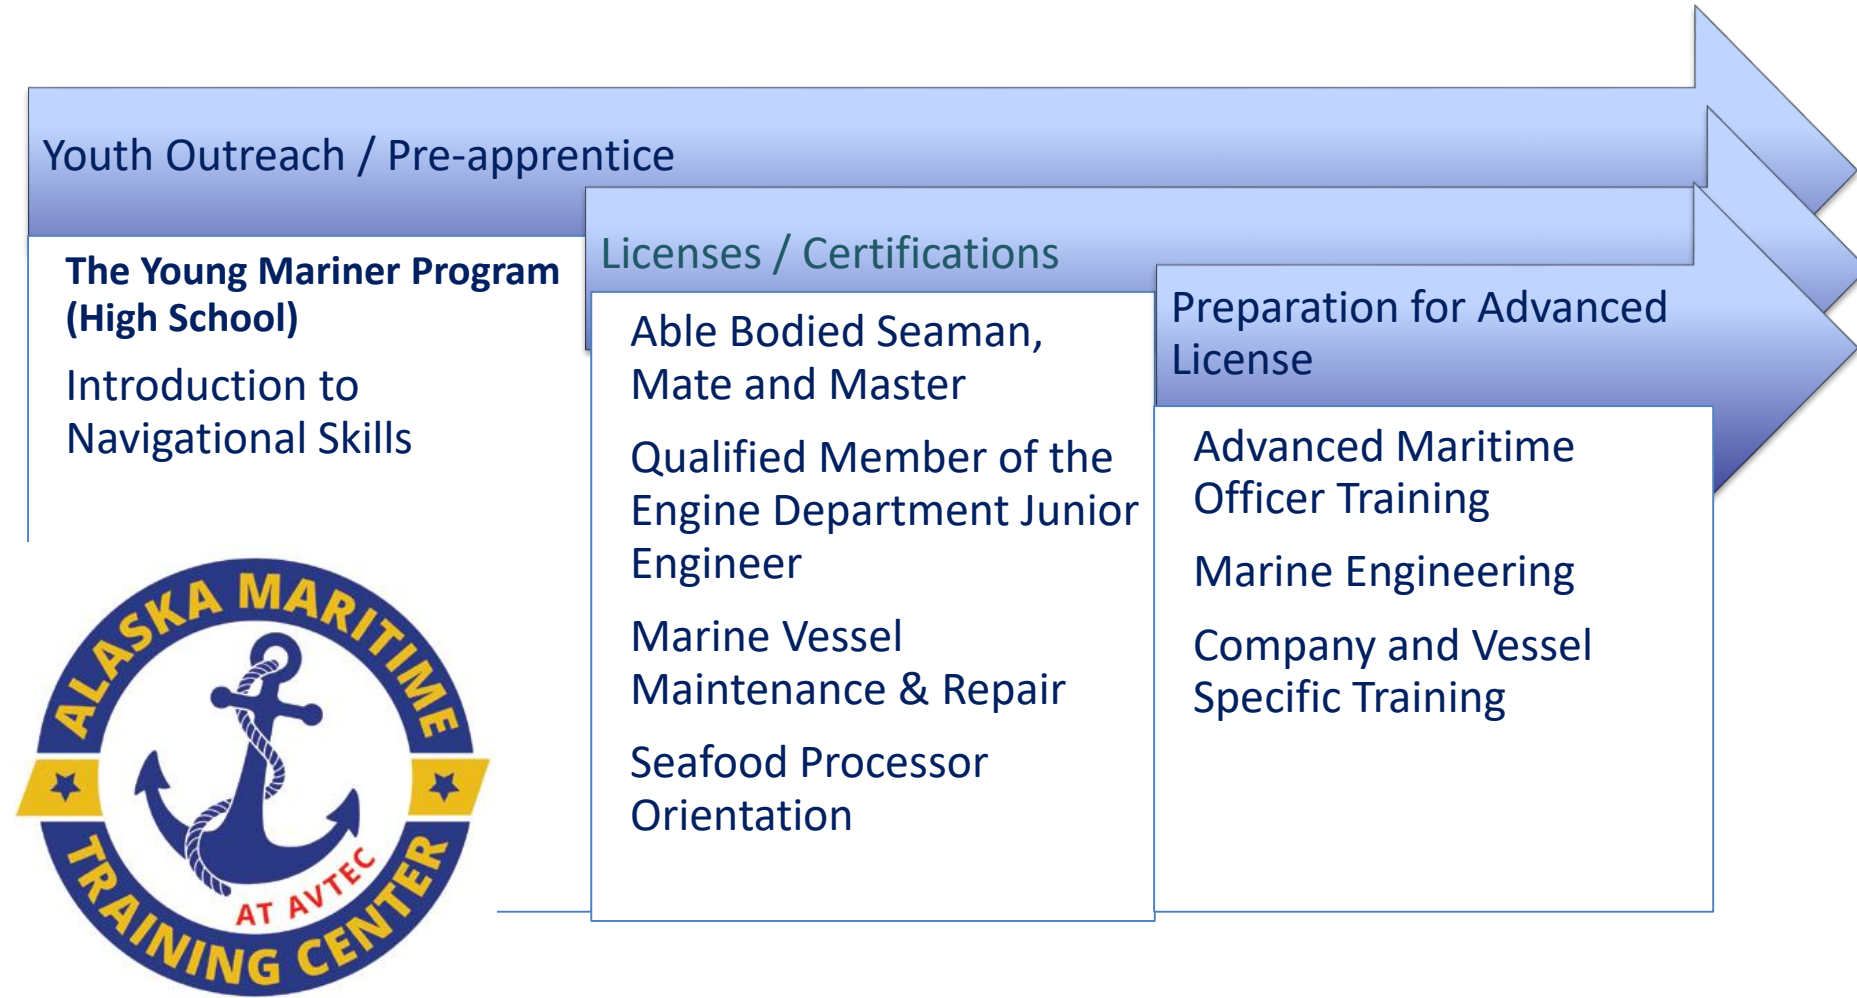 Youth Outreach / Pre-apprentice
The Young Mariner Program
(High School)
Introduction to
Navigational Skills
Licenses / Certifications
Able Bodied Seaman,
Mate and Master
Qualified Member of the
Engine Department Junior
Engineer
Marine Vessel
Maintenance & Repair
Seafood Processor
Orientation
Preparation for Advanced
License
Advanced Maritime
Officer Training
Marine Engineering
Company and Vessel
Specific Training
ALASKA MARITIME
TRAINING CENTER
AT AVTEC